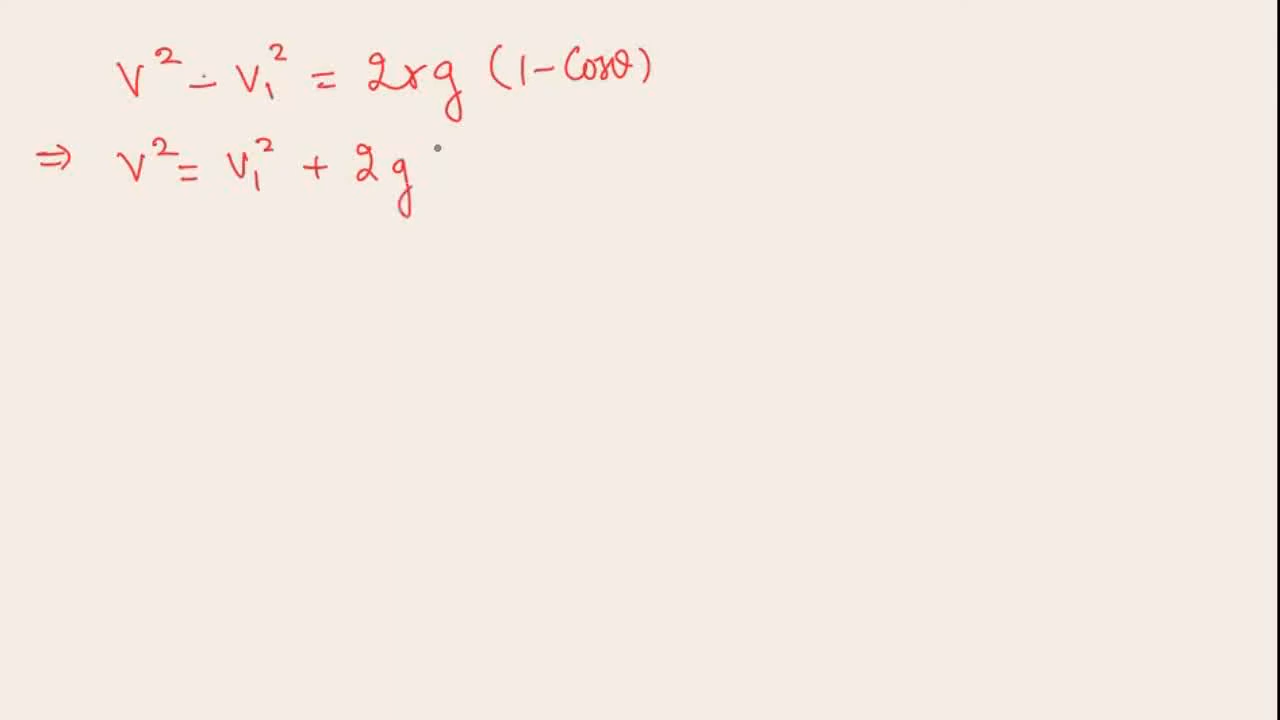 V² - V₁² = 2rg (1 - Cosθ)
⇒ V² = V₁² + 2g